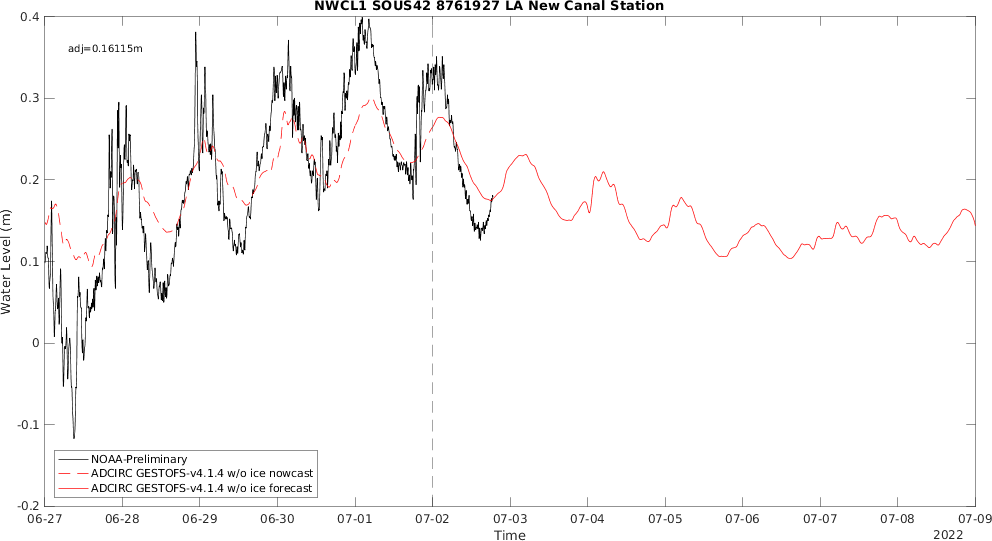 NWCL1 SOUS42 8761927 LA New Canal Station
adj=0.16115m
0.4
0.3
0.2
0.1
0
-0.1
-0.2
Water Level (m)
NOAA-Preliminary
ADCIRC GESTOFS-v4.1.4 w/o ice nowcast
ADCIRC GESTOFS-v4.1.4 w/o ice forecast
06-27 06-28 06-29 06-30 07-01 07-02 07-03 07-04 07-05 07-06 07-07 07-08 07-09
Time
2022